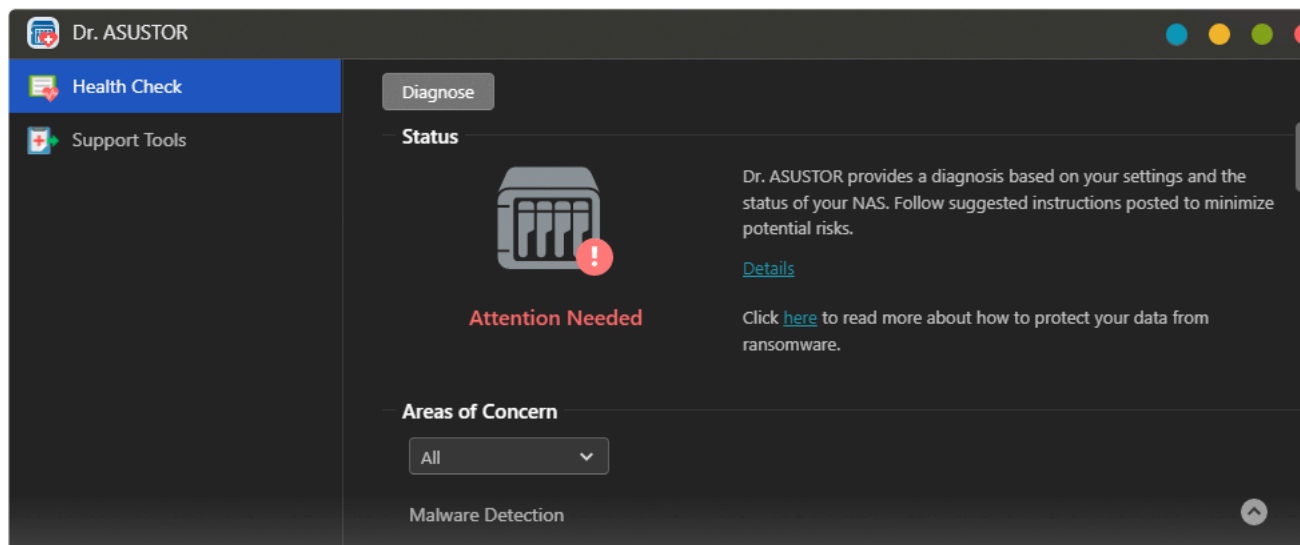 Dr. ASUSTOR
Health Check
Support Tools
Diagnose
Status
Attention Needed
Dr. ASUSTOR provides a diagnosis based on your settings and the
status of your NAS. Follow suggested instructions posted to minimize
potential risks.
Details
Click here to read more about how to protect your data from
ransomware.
Areas of Concern
All
Malware Detection